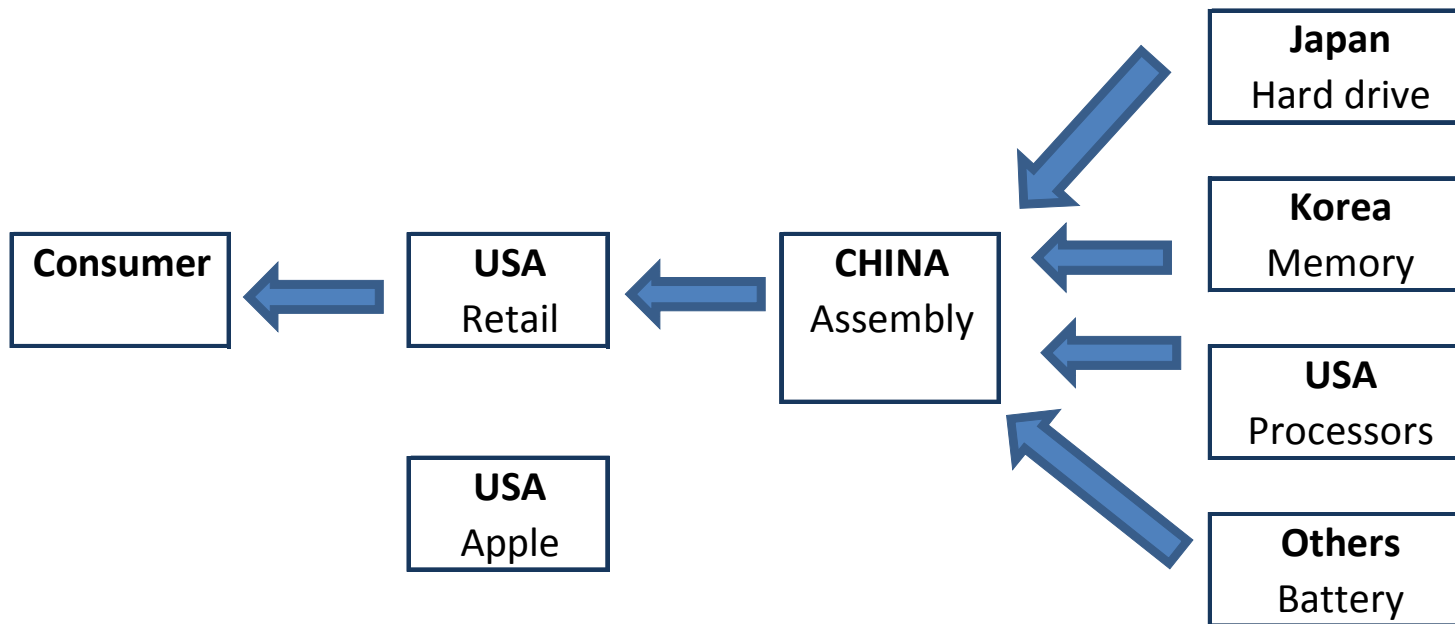 Japan
Hard drive
Korea
Memory
Consumer
USA
Retail
CHINA
Assembly
USA
Processors
USA
Apple
Others
Battery